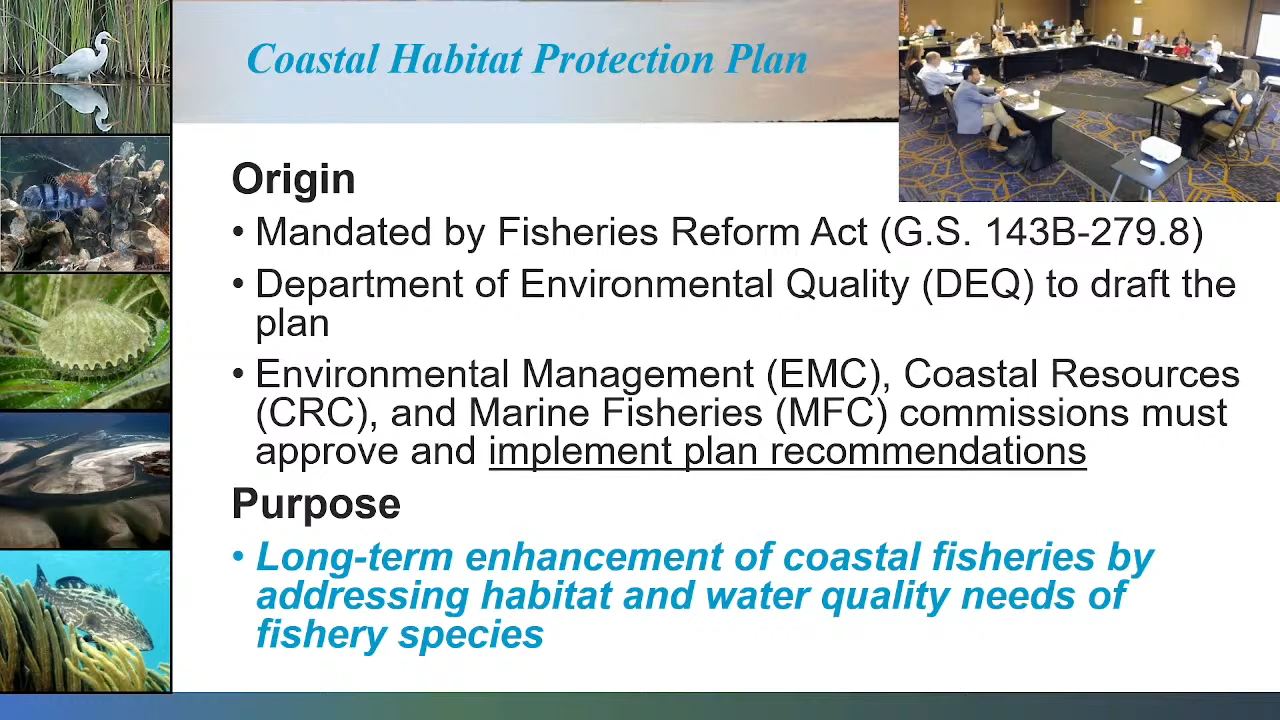 Coastal Habitat Protection Plan
Origin
• Mandated by Fisheries Reform Act (G.S. 143B-279.8)
• Department of Environmental Quality (DEQ) to draft the
plan
• Environmental Management (EMC), Coastal Resources
(CRC), and Marine Fisheries (MFC) commissions must
approve and implement plan recommendations
Purpose
• Long-term enhancement of coastal fisheries by
addressing habitat and water quality needs of
fishery species